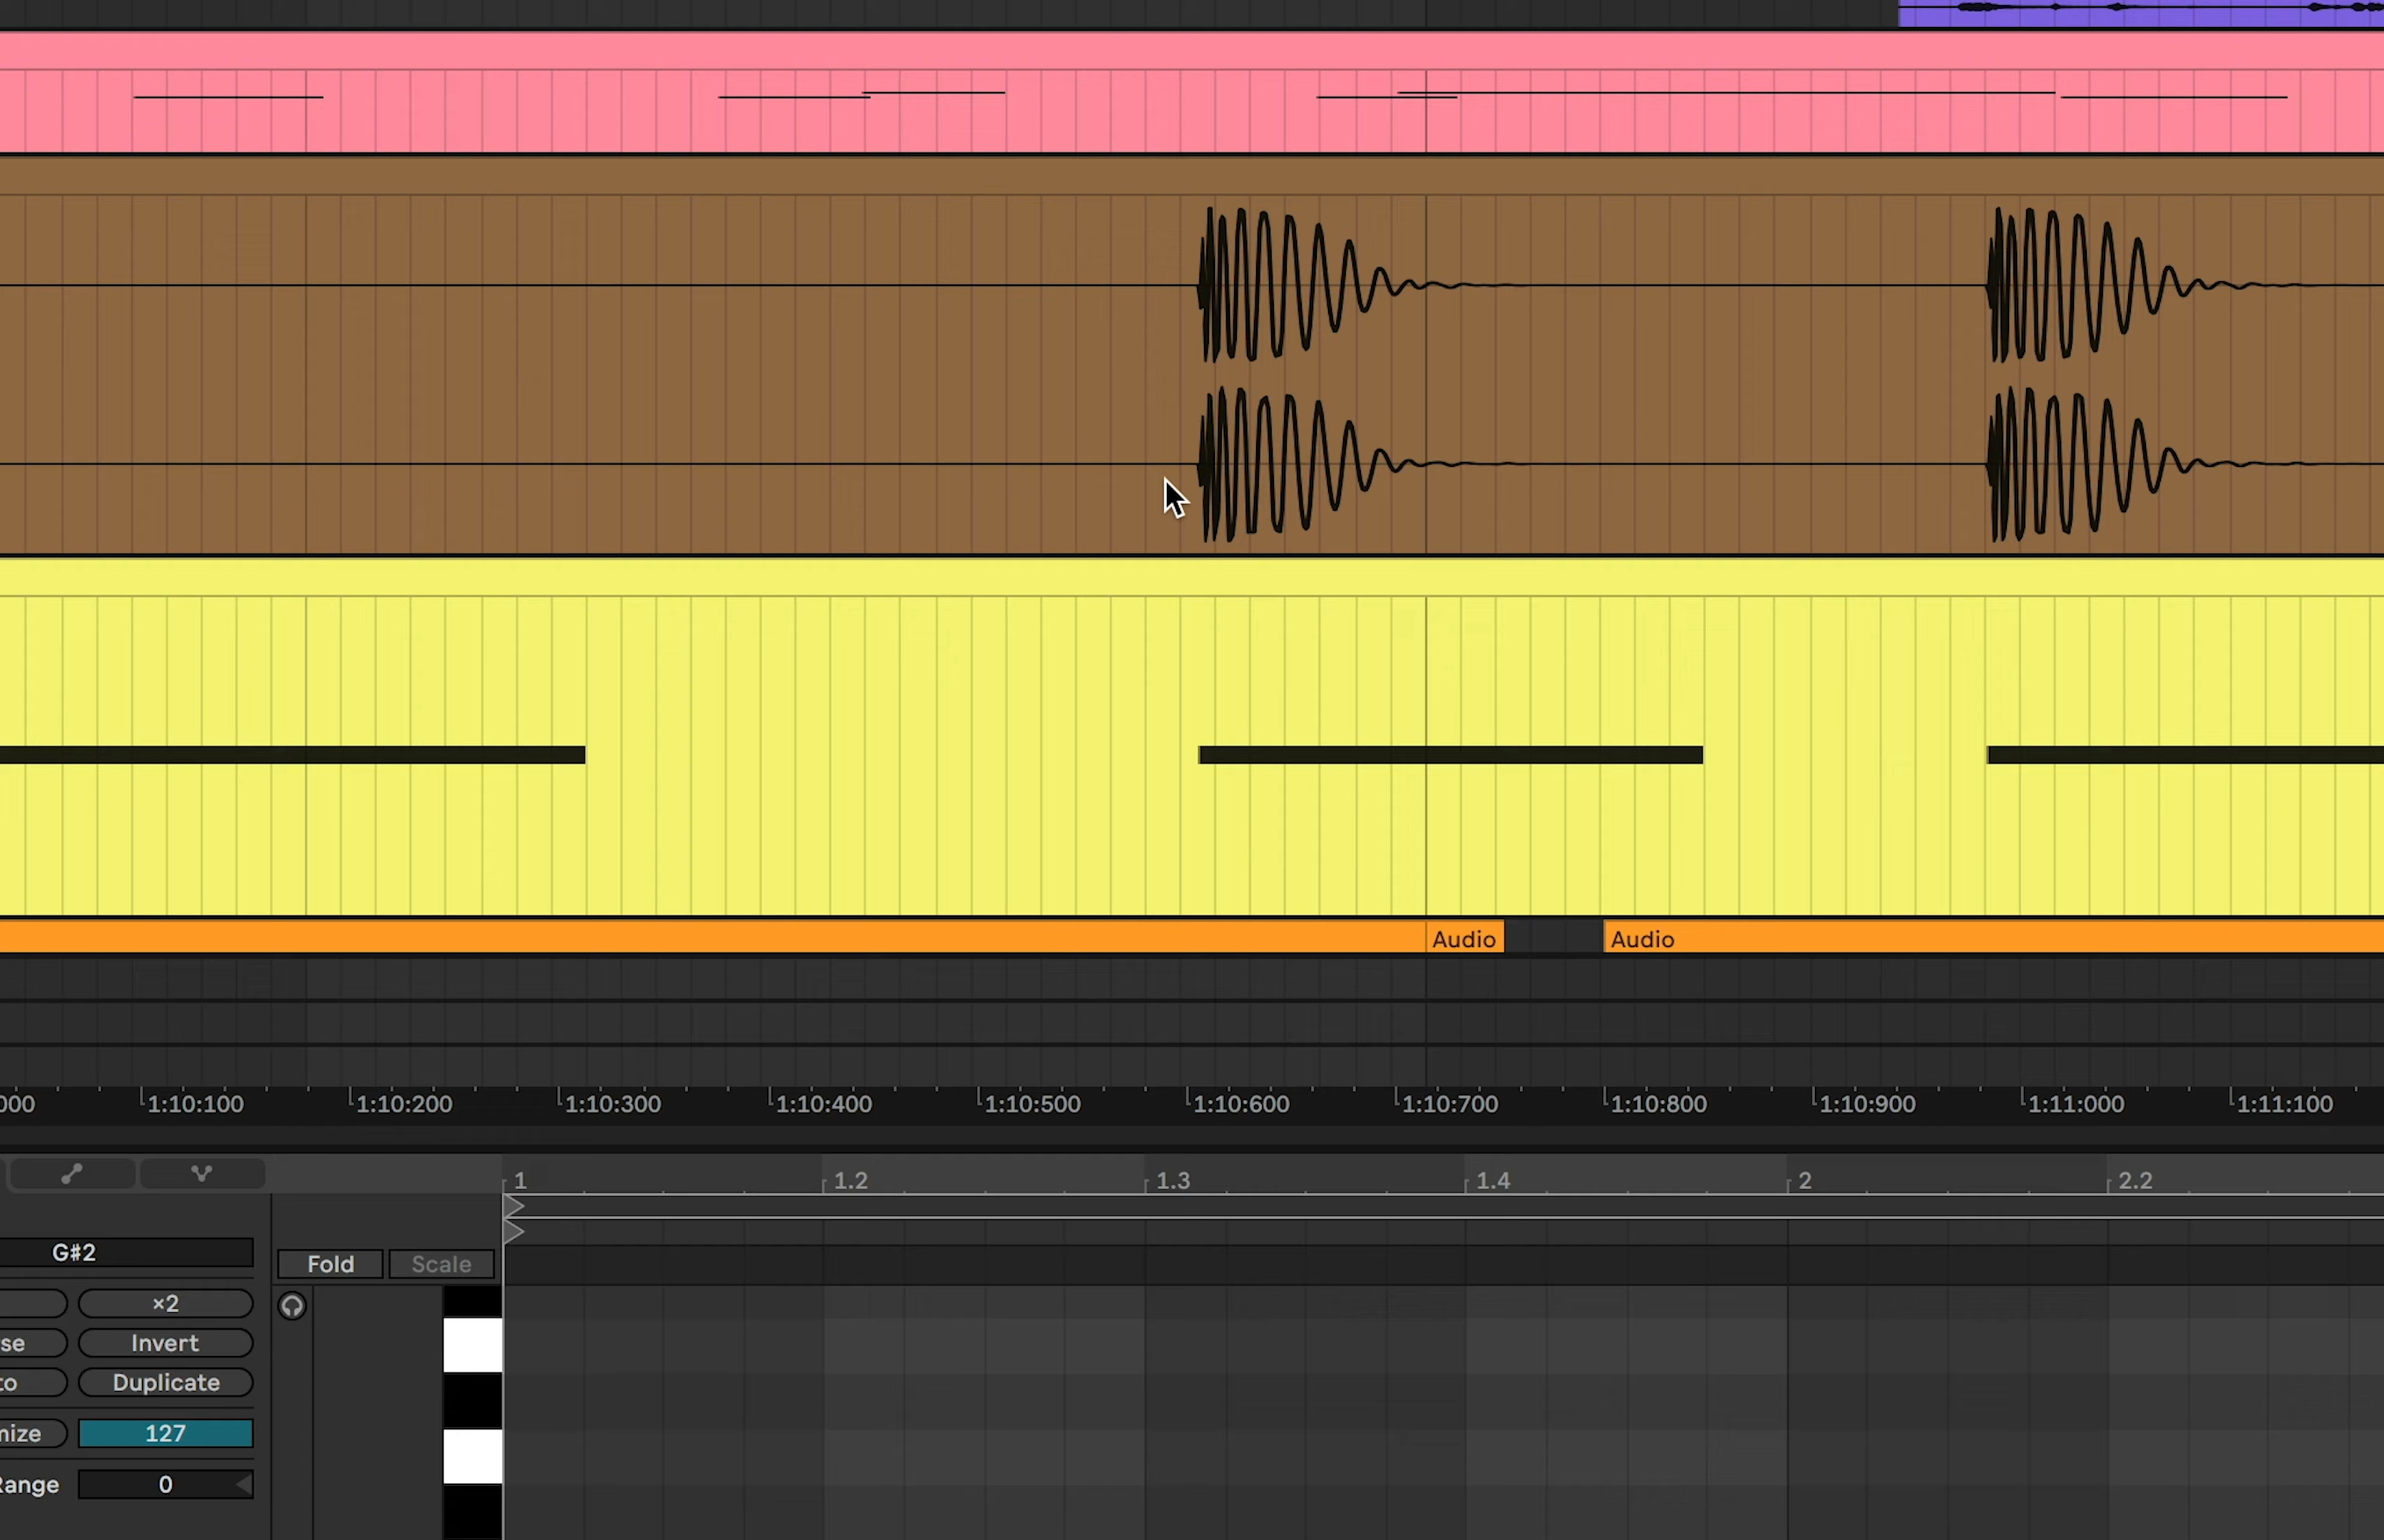 Audio Audio
000 1:10:100 1:10:200 1:10:300 1:10:400 1:10:500 1:10:600 1:10:700 1:10:800 1:10:900 1:11:000 1:11:100
1 1.2 1.3 1.4 2 2.2
G#2
Fold Scale
×2
se Invert
to Duplicate
mize 127
Range 0